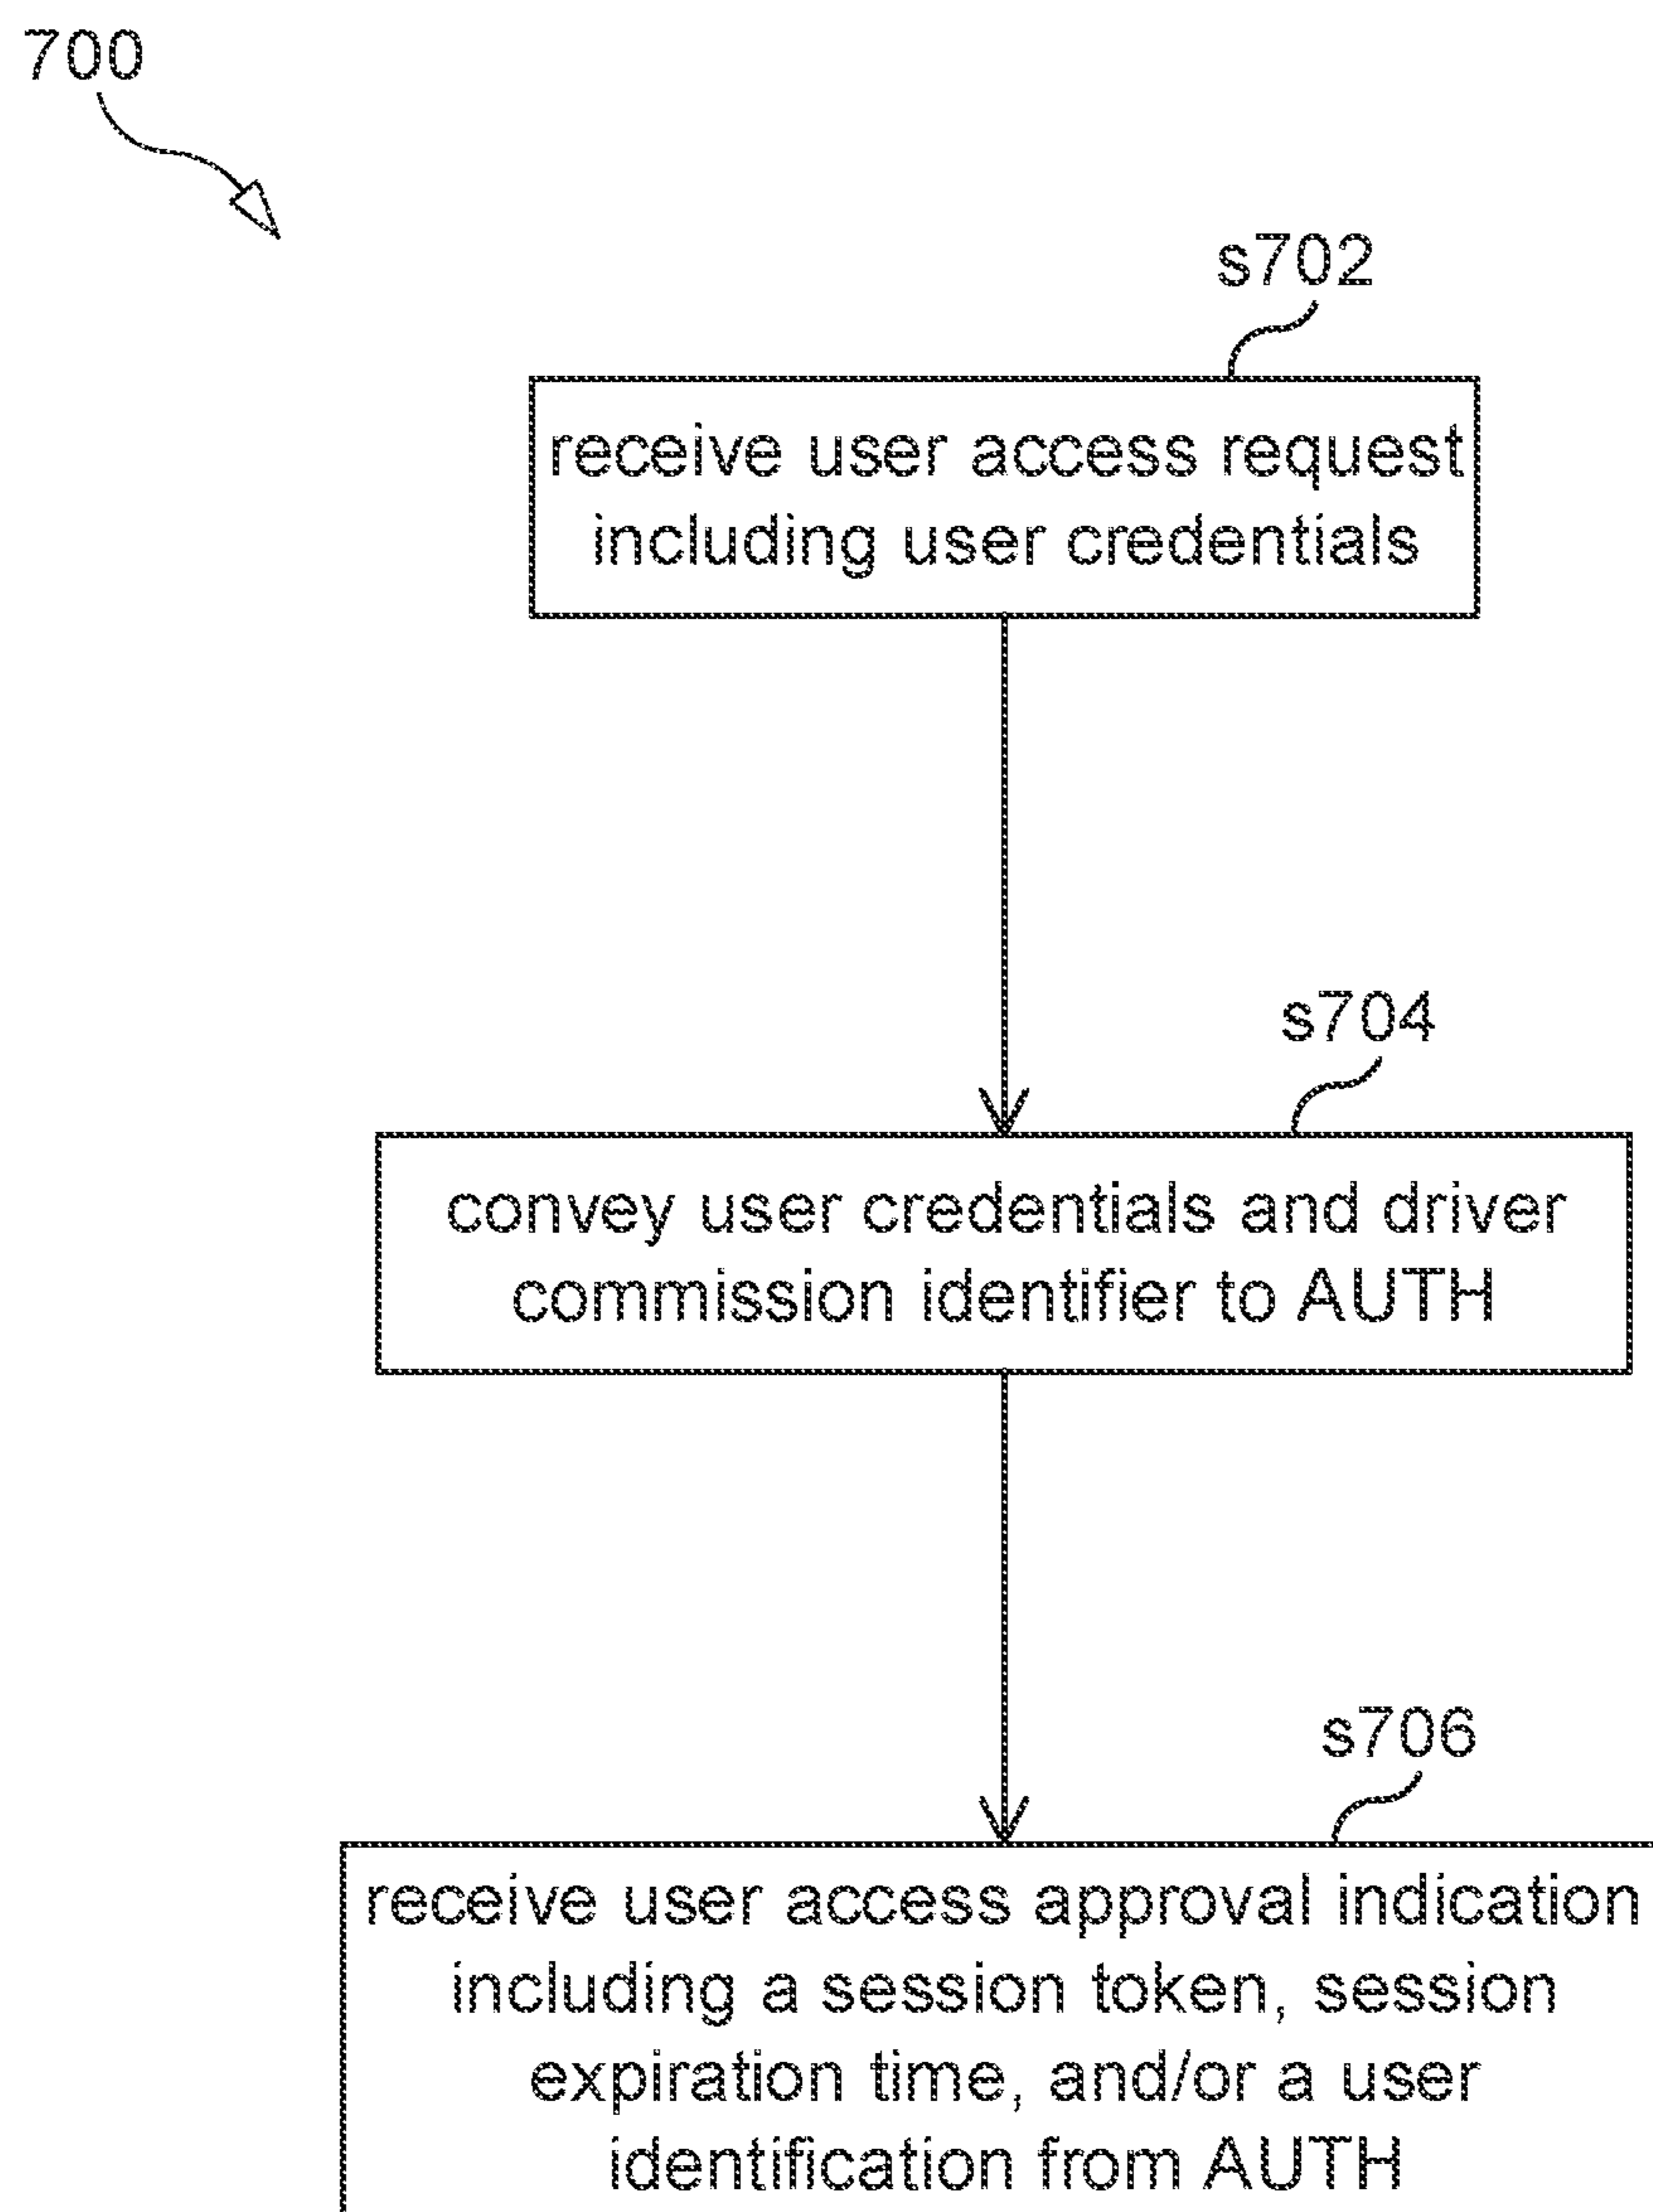 700
s702
receive user access request
including user credentials
s704
convey user credentials and driver
commission identifier to AUTH
s706
receive user access approval indication
including a session token, session
expiration time, and/or a user
identification from AUTH